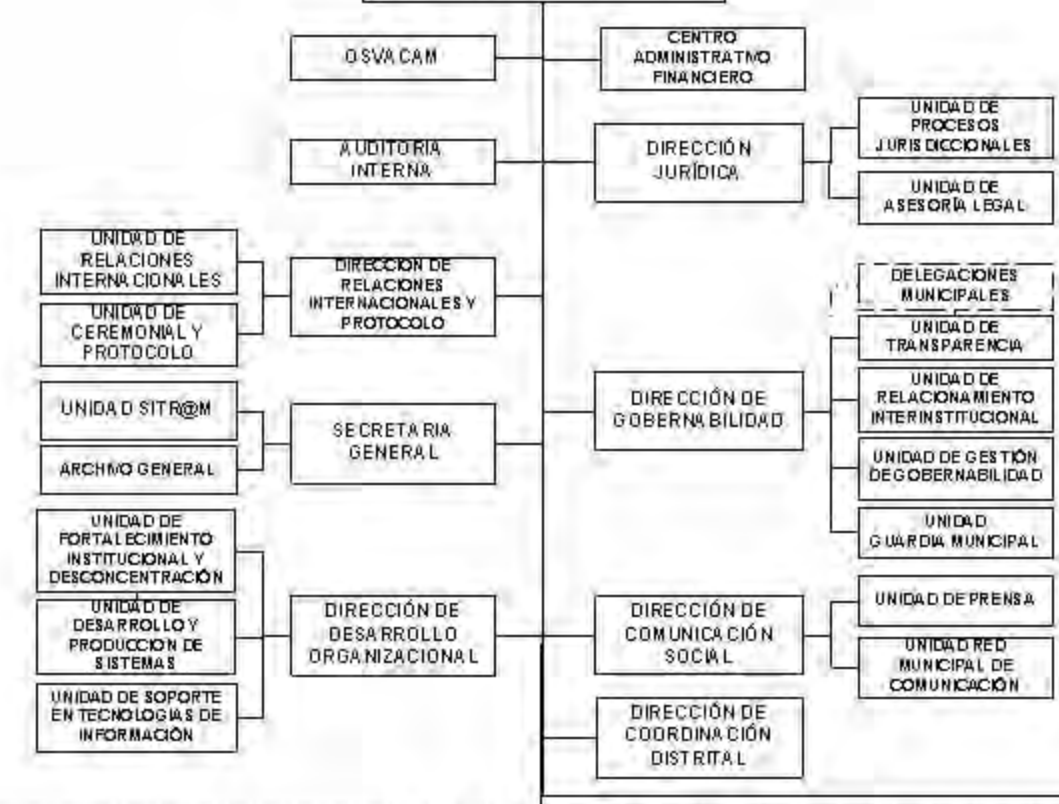 OSVACAM
CENTRO
ADMINISTRATIVO
FINANCIERO
AUDITORIA
INTERNA
DIRECCIÓN
JURÍDICA
UNIDAD DE
PROCESOS
JURISDICCIONALES
UNIDAD DE
ASESORÍA LEGAL
UNIDAD DE
RELACIONES
INTERNACIONALES
UNIDAD DE
CEREMONIAL Y
PROTOCOLO
DIRECCION DE
RELACIONES
INTERNACIONALES Y
PROTOCOLO
DELEGACIONES
MUNICIPALES
UNIDAD DE
TRANSPARENCIA
UNIDAD DE
RELACIONAMIENTO
INTERINSTITUCIONAL
UNIDAD DE GESTIÓN
DE GOBERNABILIDAD
UNIDAD
GUARDIA MUNICIPAL
DIRECCIÓN DE
GOBERNABILIDAD
UNIDAD SITR@M
ARCHIVO GENERAL
SECRETARIA
GENERAL
UNIDAD DE
FORTALECIMIENTO
INSTITUCIONAL Y
DESCONCENTRACIÓN
UNIDAD DE
DESARROLLO Y
PRODUCCION DE
SISTEMAS
UNIDAD DE SOPORTE
EN TECNOLOGIAS DE
INFORMACIÓN
DIRECCIÓN DE
DESARROLLO
ORGANIZACIONAL
DIRECCIÓN DE
COMUNICACIÓN
SOCIAL
UNIDAD DE PRENSA
UNIDAD RED
MUNICIPAL DE
COMUNICACIÓN
DIRECCIÓN DE
COORDINACIÓN
DISTRITAL